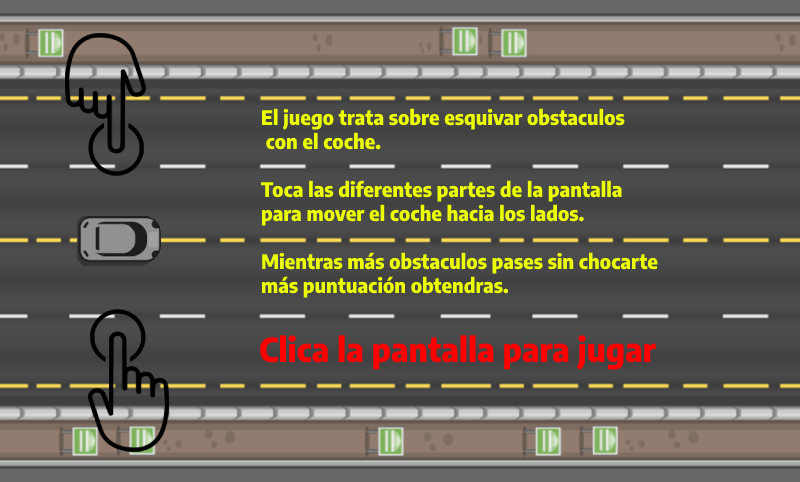 El juego trata sobre esquivar obstaculos
con el coche.
Toca las diferentes partes de la pantalla
para mover el coche hacia los lados.
Mientras más obstaculos pases sin chocarte
más puntuación obtendras.
Clica la pantalla para jugar